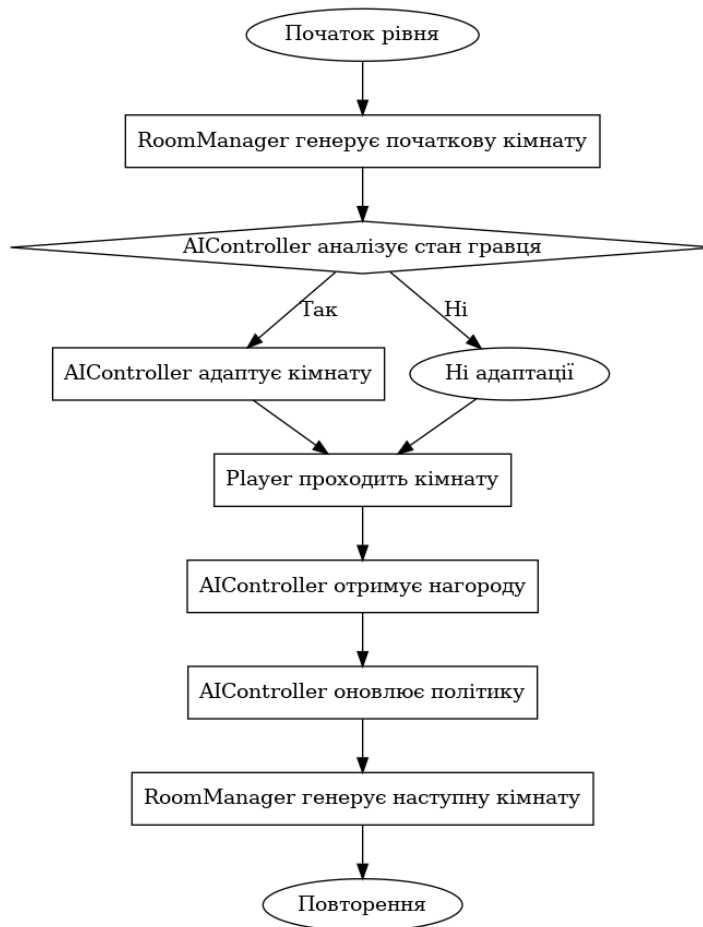 Початок рівня
RoomManager генерує початкову кімнату
AIController аналізує стан гравця
Так
Ні
AIController адаптує кімнату
Ні адаптації
Player проходить кімнату
AIController отримує нагороду
AIController оновлює політику
RoomManager генерує наступну кімнату
Повторення